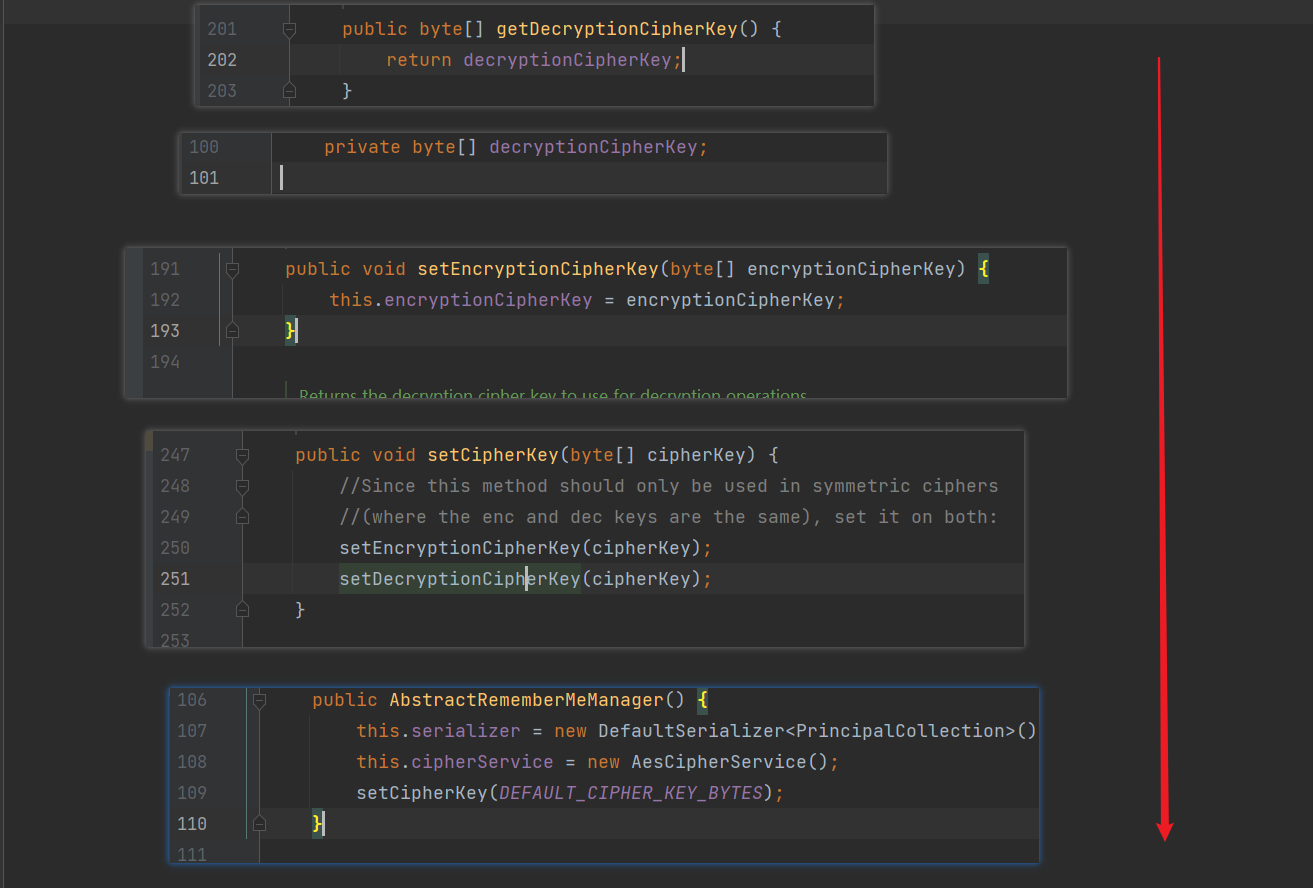 201 public byte[] getDecryptionCipherKey() {
202 return decryptionCipherKey;
203 }
100 private byte[] decryptionCipherKey;
101
191 public void setEncryptionCipherKey(byte[] encryptionCipherKey) {
192 this.encryptionCipherKey = encryptionCipherKey;
193 }
194
Returns the decryption cipher key to use for decryption operations
247 public void setCipherKey(byte[] cipherKey) {
248 //Since this method should only be used in symmetric ciphers
249 //(where the enc and dec keys are the same), set it on both:
250 setEncryptionCipherKey(cipherKey);
251 setDecryptionCipherKey(cipherKey);
252 }
253
106 public AbstractRememberMeManager() {
107 this.serializer = new DefaultSerializer<PrincipalCollection>()
108 this.cipherService = new AesCipherService();
109 setCipherKey(DEFAULT_CIPHER_KEY_BYTES);
110 }
111